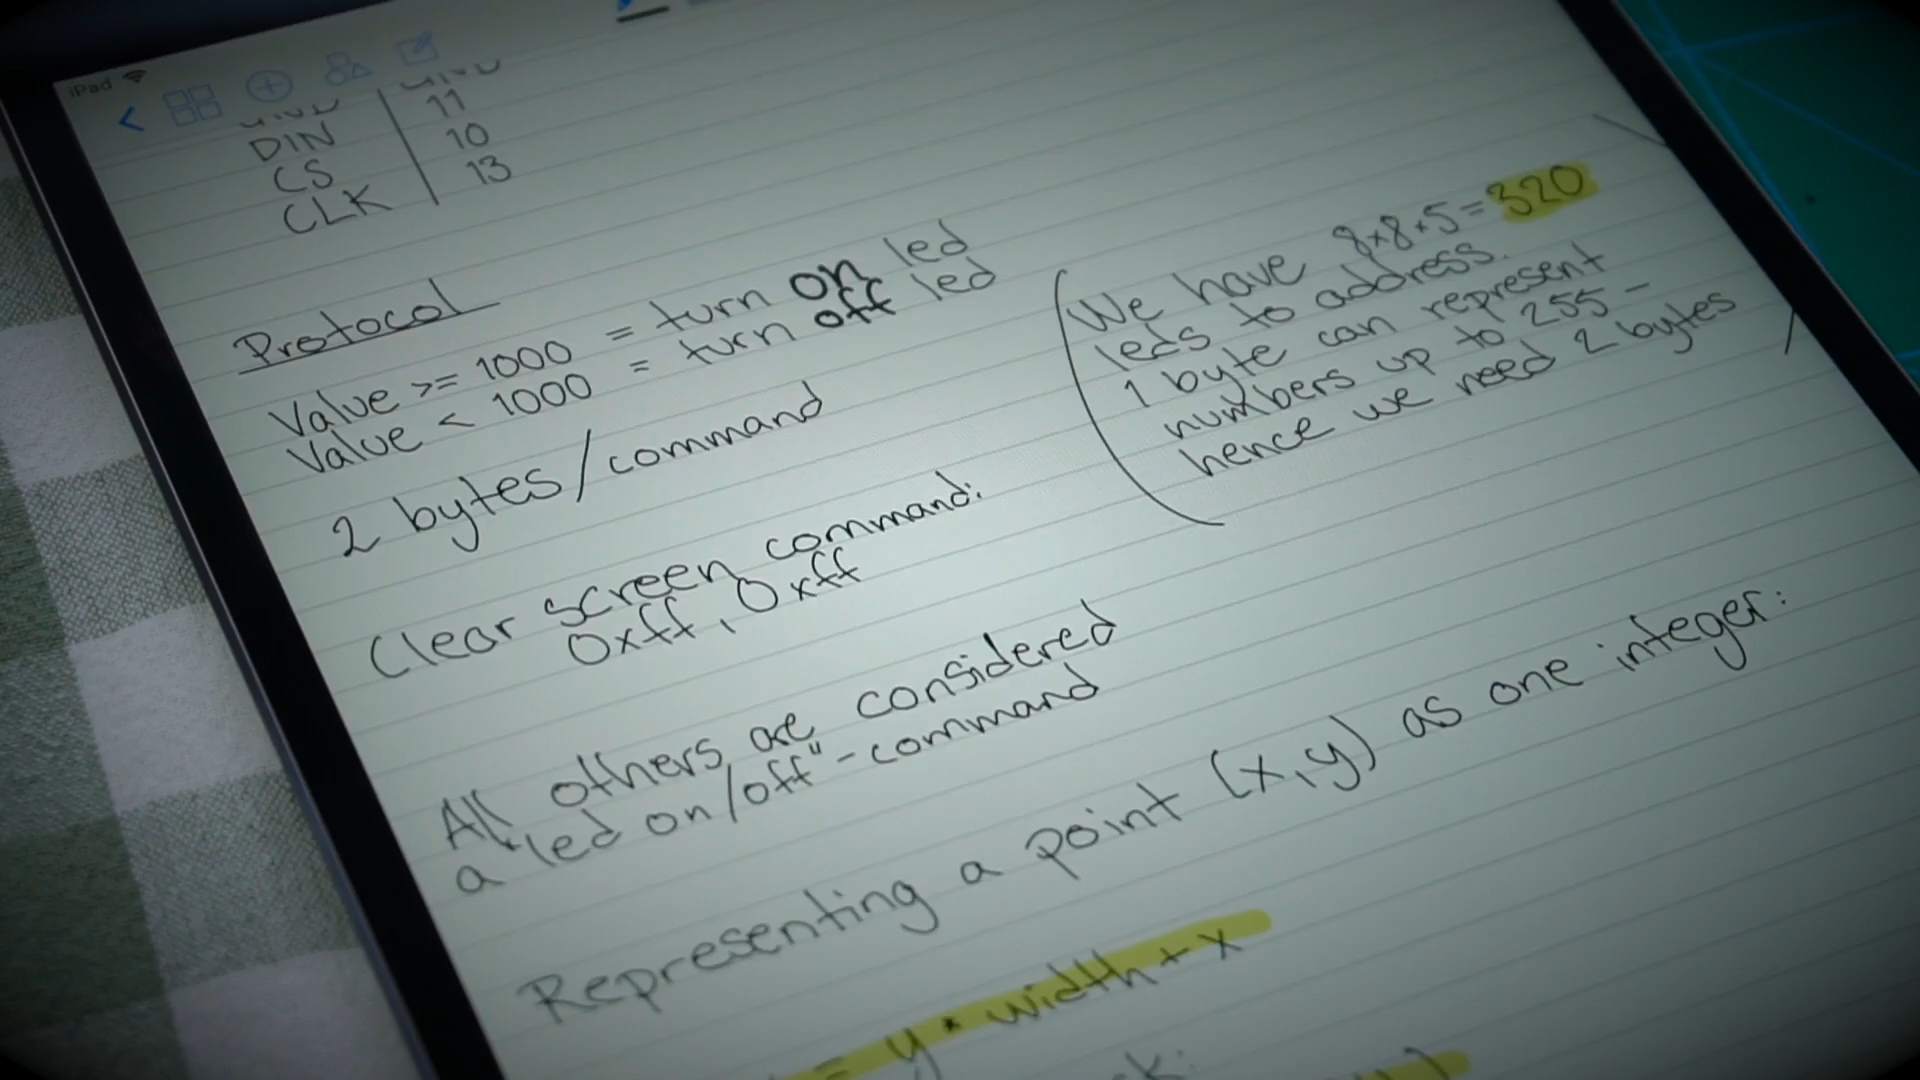 iPad
DIN 11
CS 10
CLK 13
Protocol
Value >= 1000 = turn on led
Value < 1000 = turn off led
2 bytes/command
Clear screen command:
0xff, 0xff
All others are considered
a "led on/off"-command
We have 8x8x5=320
leds to address.
1 byte can represent
numbers up to 255 -
hence we need 2 bytes
Representing a point (x,y) as one integer:
= y * width + x